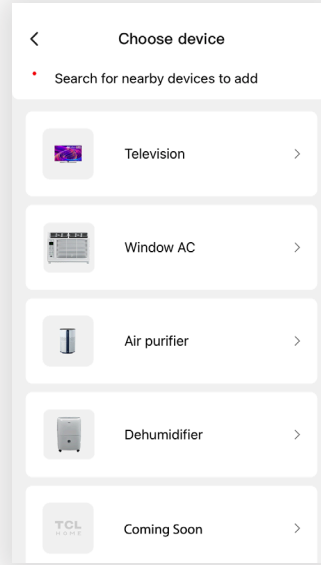 Choose device
Search for nearby devices to add
Television
Window AC
Air purifier
Dehumidifier
TCL
HOME
Coming Soon